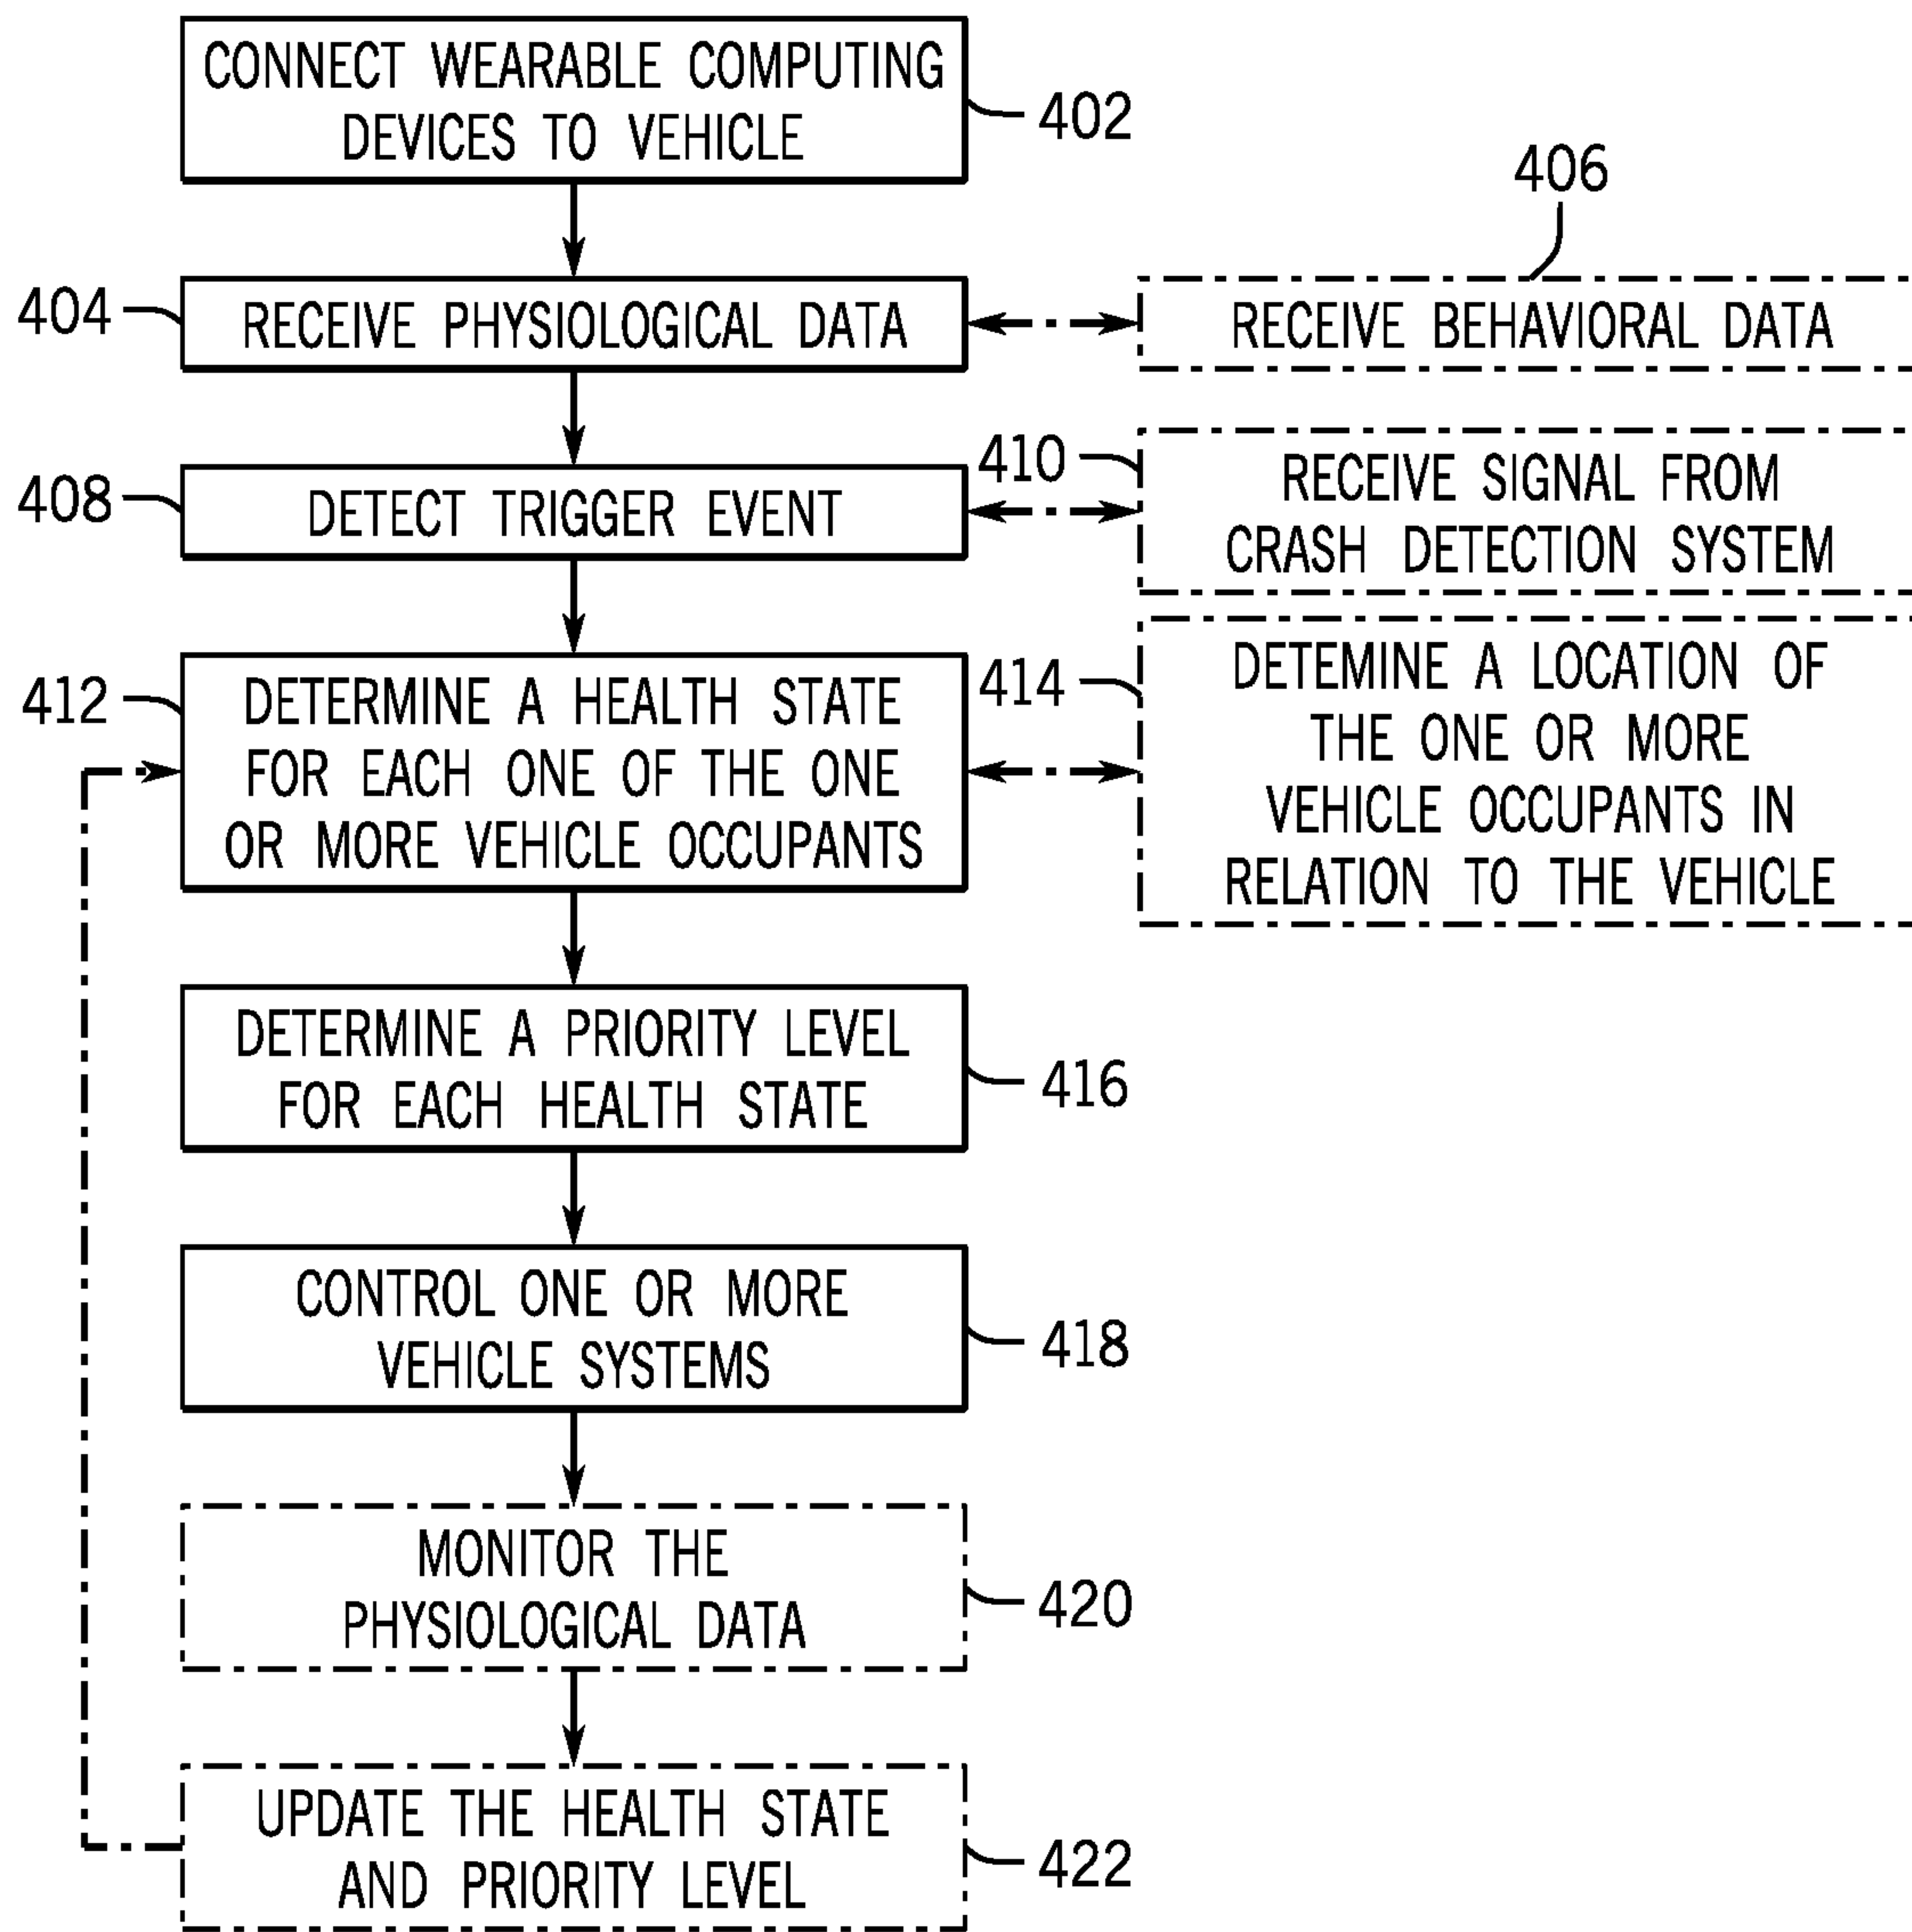 CONNECT WEARABLE COMPUTING
DEVICES TO VEHICLE
402
406
404
RECEIVE PHYSIOLOGICAL DATA
RECEIVE BEHAVIORAL DATA
408
DETECT TRIGGER EVENT
410
RECEIVE SIGNAL FROM
CRASH DETECTION SYSTEM
412
DETERMINE A HEALTH STATE
FOR EACH ONE OF THE ONE
OR MORE VEHICLE OCCUPANTS
414
DETEMINE A LOCATION OF
THE ONE OR MORE
VEHICLE OCCUPANTS IN
RELATION TO THE VEHICLE
DETERMINE A PRIORITY LEVEL
FOR EACH HEALTH STATE
416
CONTROL ONE OR MORE
VEHICLE SYSTEMS
418
MONITOR THE
PHYSIOLOGICAL DATA
420
UPDATE THE HEALTH STATE
AND PRIORITY LEVEL
422